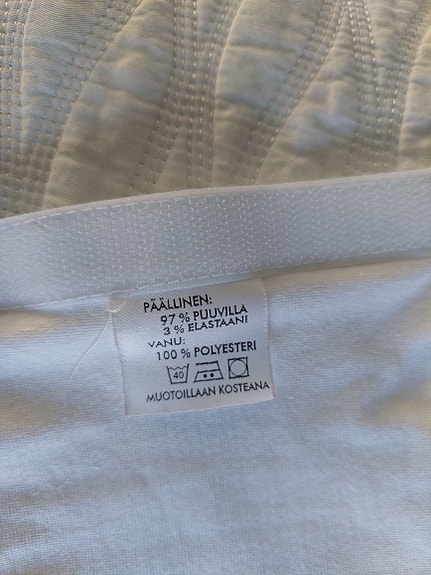 PÄÄLLINEN:
97 % PUUVILLA
3 % ELASTAANI
VANU:
100 % POLYESTERI
40
MUOTOILLAAN KOSTEANA